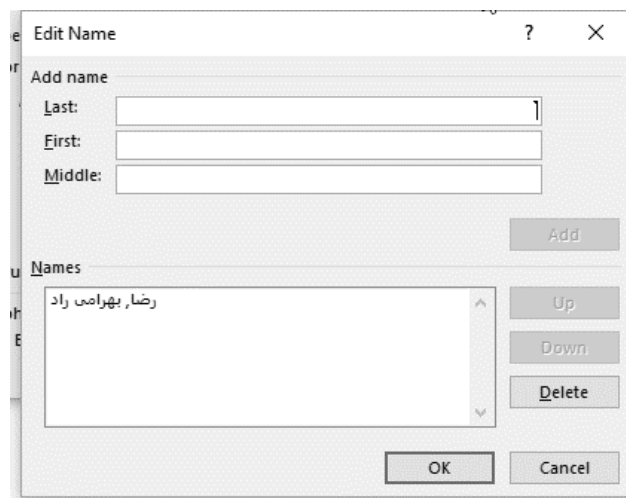 Edit Name
?
Add name
Last:
First:
Middle:
Add
Names
رضا, بهرامی راد
Up
Down
Delete
OK
Cancel